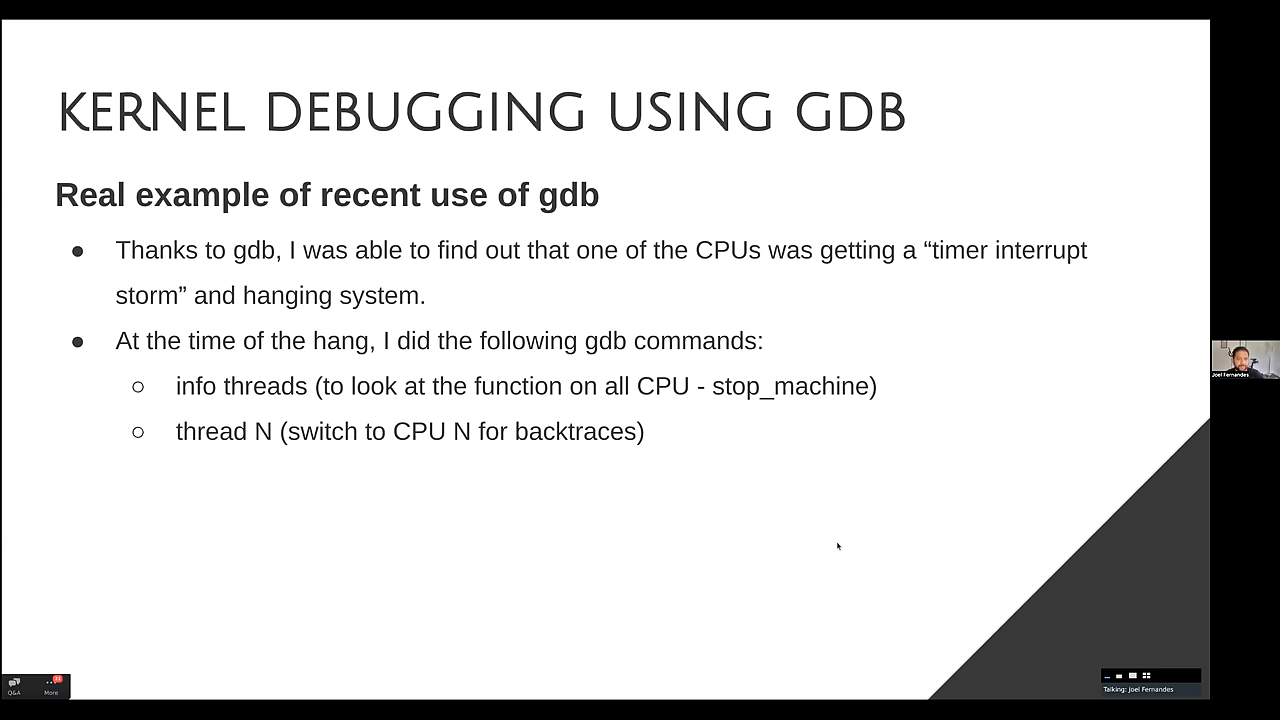 KERNEL DEBUGGING USING GDB
Real example of recent use of gdb
● Thanks to gdb, I was able to find out that one of the CPUs was getting a “timer interrupt
storm” and hanging system.
● At the time of the hang, I did the following gdb commands:
○ info threads (to look at the function on all CPU - stop_machine)
○ thread N (switch to CPU N for backtraces)
Joel Fernandes
Q&A
More
Talking: Joel Fernandes